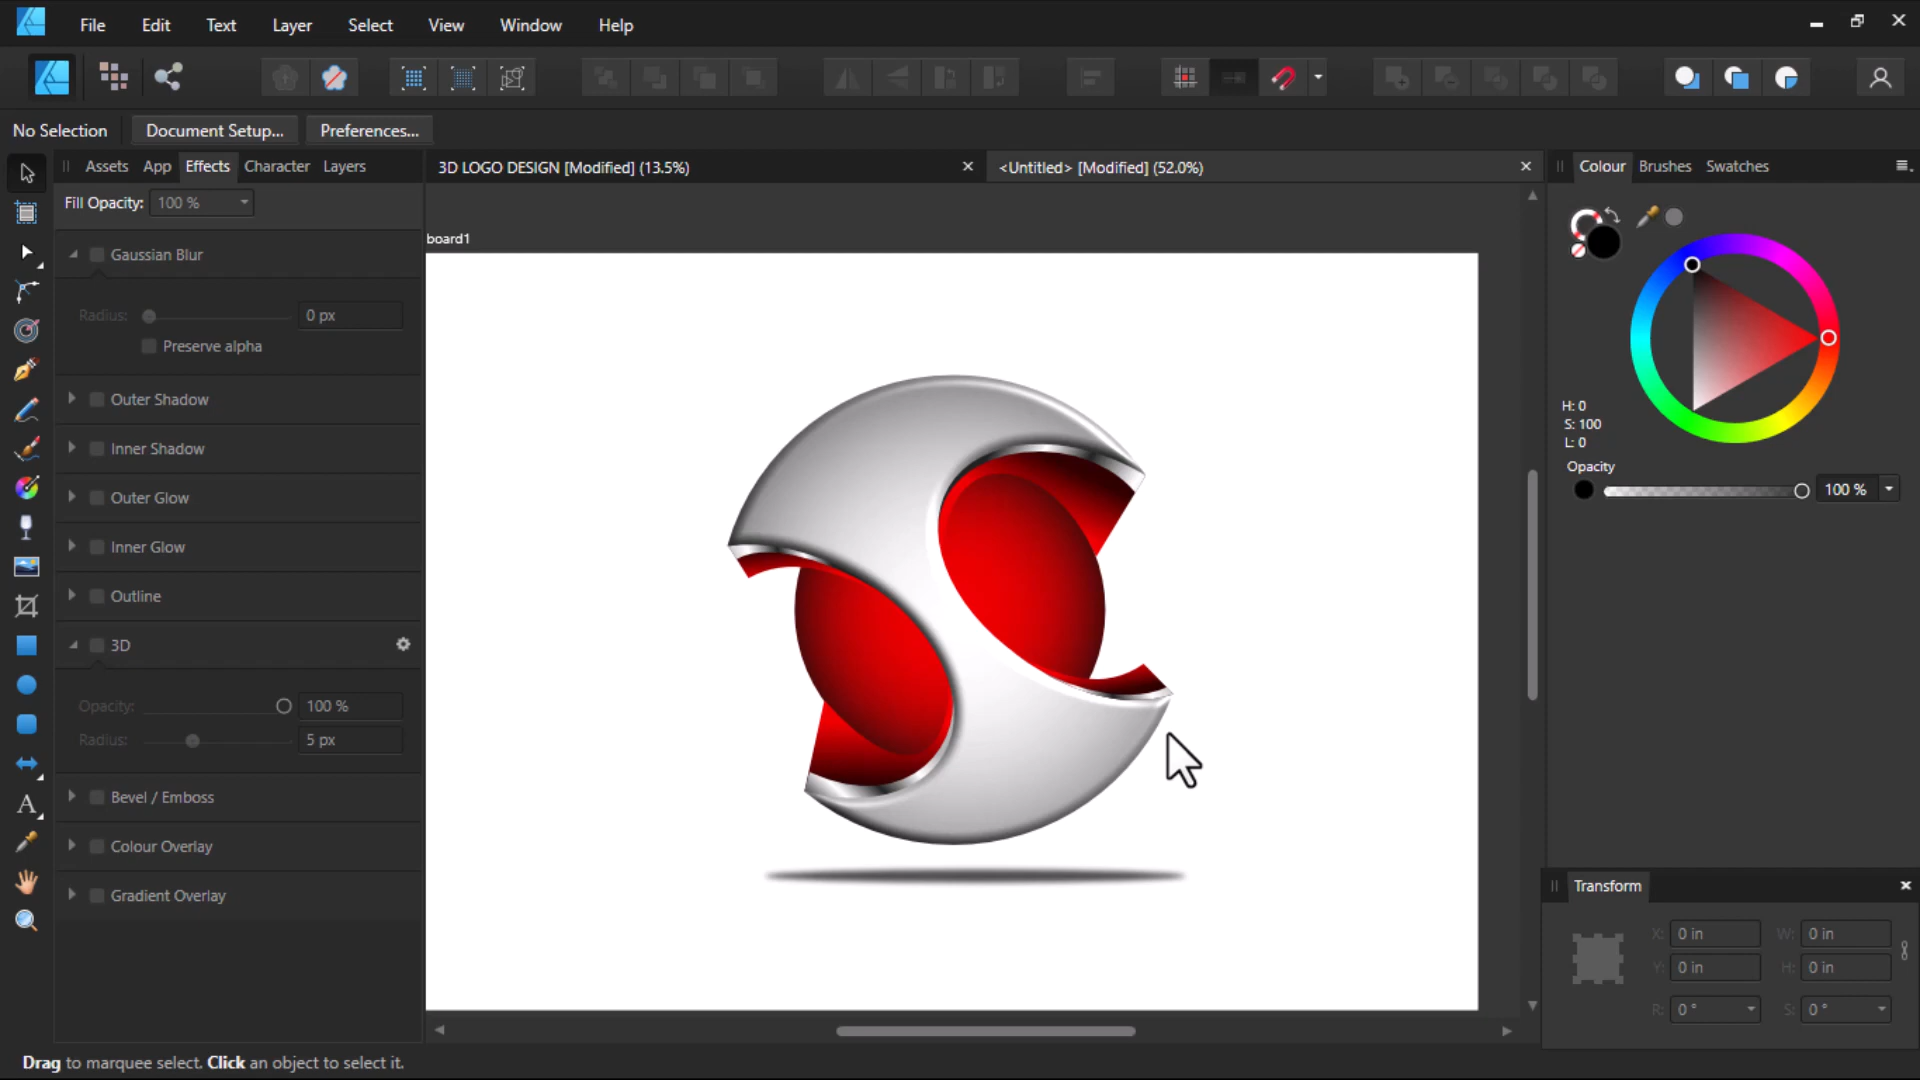 File Edit Text Layer Select View Window Help
No Selection Document Setup... Preferences...
Assets App Effects Character Layers
3D LOGO DESIGN [Modified] (13.5%)
<Untitled> [Modified] (52.0%)
Colour Brushes Swatches
Fill Opacity: 100 %
board1
Gaussian Blur
Radius: 0 px
Preserve alpha
Outer Shadow
Inner Shadow
Outer Glow
Inner Glow
Outline
3D
Opacity: 100 %
Radius: 5 px
Bevel / Emboss
Colour Overlay
Gradient Overlay
H: 0
S: 100
L: 0
Opacity
100 %
Transform
X: 0 in W: 0 in
Y: 0 in H: 0 in
R: 0 ° S: 0 °
Drag to marquee select. Click an object to select it.